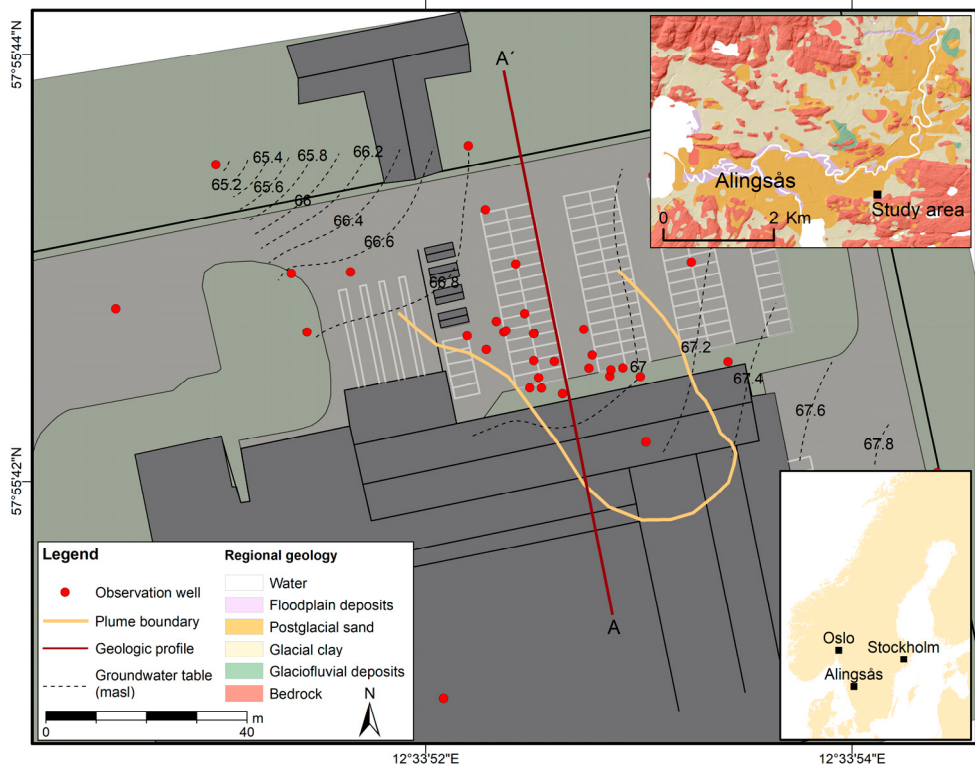 57°55'44"N
57°55'42"N
A´
65.2
65.4
65.6
65.8
66
66.2
66.4
66.6
66.8
67
67.2
67.4
67.6
67.8
A
Alingsås
0 2 Km
Study area
Oslo
Stockholm
Alingsås
Legend
Observation well
Plume boundary
Geologic profile
Groundwater table
(masl)
0 40 m
N
Regional geology
Water
Floodplain deposits
Postglacial sand
Glacial clay
Glaciofluvial deposits
Bedrock
12°33'52"E
12°33'54"E